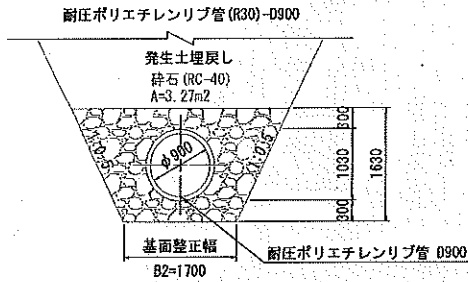 耐圧ポリエチレンリブ管(R30)-D900
発生土埋戻し
砕石(RC-40)
A=3.27m2
1:0.5
φ900
1:0.5
300
1030
300
1630
基面整正幅
B2=1700
耐圧ポリエチレンリブ管 D900